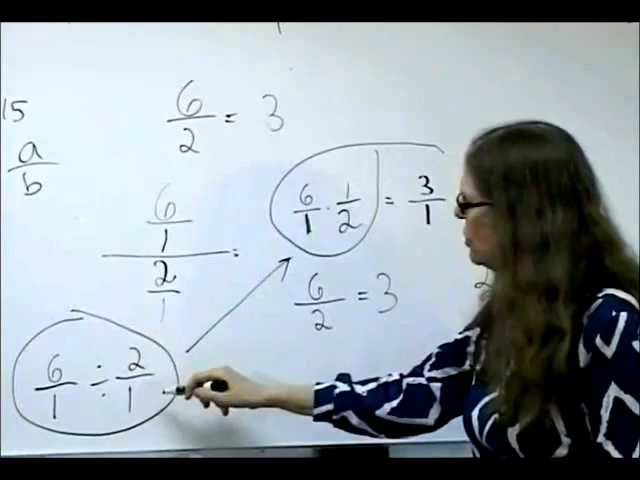 15
a/b
6/2 = 3
(6/1)/(2/1) =
6/1 · 1/2 = 3/1
6/2 = 3
6/1 ÷ 2/1